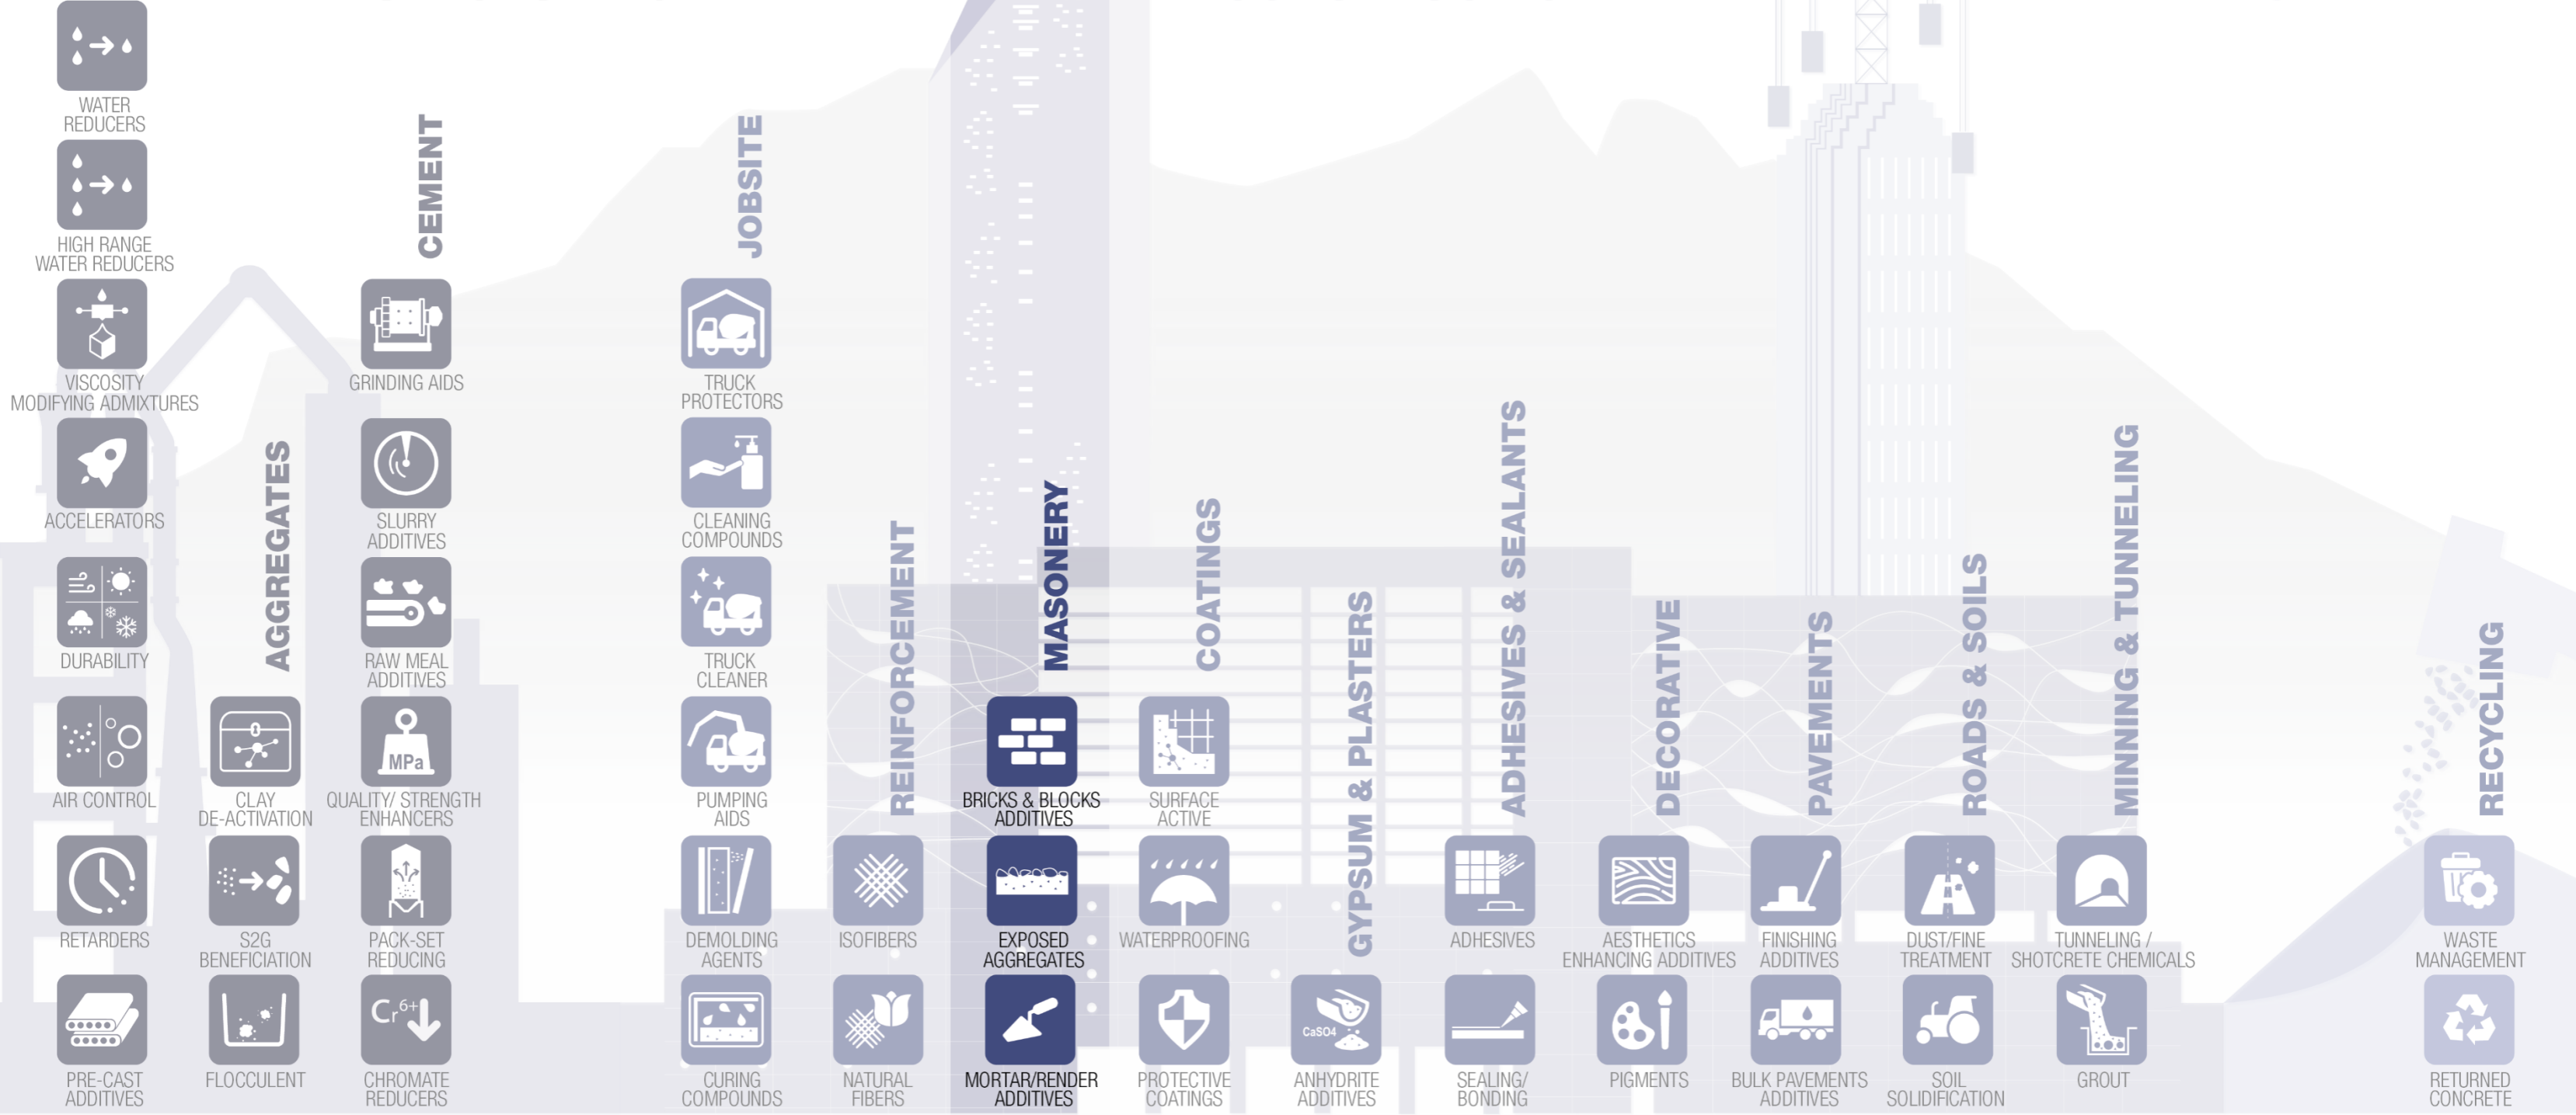 WATER
REDUCERS
HIGH RANGE
WATER REDUCERS
VISCOSITY
MODIFYING ADMIXTURES
ACCELERATORS
DURABILITY
AIR CONTROL
RETARDERS
PRE-CAST
ADDITIVES
AGGREGATES
CLAY
DE-ACTIVATION
S2G
BENEFICIATION
FLOCCULENT
CEMENT
GRINDING AIDS
SLURRY
ADDITIVES
RAW MEAL
ADDITIVES
MPa
QUALITY/ STRENGTH
ENHANCERS
PACK-SET
REDUCING
Cr6+
CHROMATE
REDUCERS
JOBSITE
TRUCK
PROTECTORS
CLEANING
COMPOUNDS
TRUCK
CLEANER
PUMPING
AIDS
DEMOLDING
AGENTS
CURING
COMPOUNDS
REINFORCEMENT
ISOFIBERS
NATURAL
FIBERS
MASONERY
BRICKS & BLOCKS
ADDITIVES
EXPOSED
AGGREGATES
MORTAR/RENDER
ADDITIVES
COATINGS
SURFACE
ACTIVE
WATERPROOFING
PROTECTIVE
COATINGS
GYPSUM & PLASTERS
CaSO4
ANHYDRITE
ADDITIVES
ADHESIVES & SEALANTS
ADHESIVES
SEALING/
BONDING
DECORATIVE
AESTHETICS
ENHANCING ADDITIVES
PIGMENTS
PAVEMENTS
FINISHING
ADDITIVES
BULK PAVEMENTS
ADDITIVES
ROADS & SOILS
DUST/FINE
TREATMENT
SOIL
SOLIDIFICATION
MINNING & TUNNELING
TUNNELING /
SHOTCRETE CHEMICALS
GROUT
RECYCLING
WASTE
MANAGEMENT
RETURNED
CONCRETE